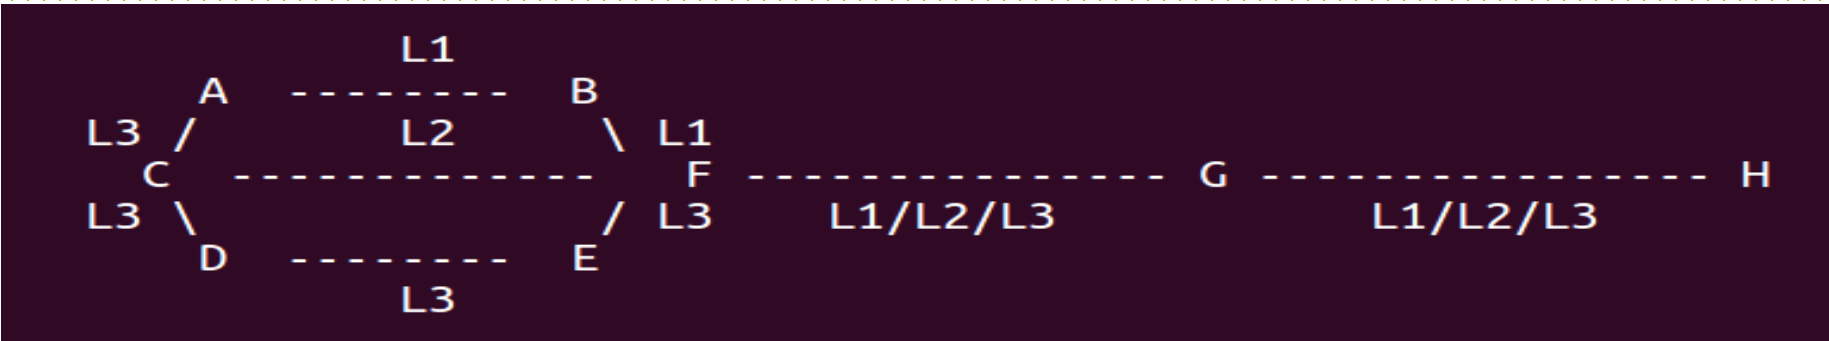 L1
A -------- B
L3 / L2 \ L1
C ------------- F --------------- G ---------------- H
L3 \ / L3 L1/L2/L3 L1/L2/L3
D -------- E
L3